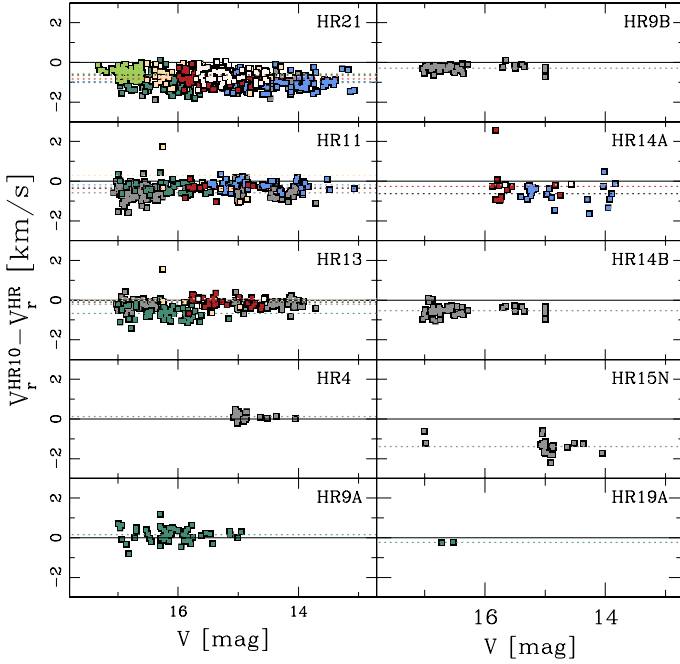 HR21
HR9B
2
0
−2
HR11
HR14A
2
0
−2
HR13
HR14B
2
0
−2
V_r^HR10 − V_r^HR [km/s]
HR4
HR15N
2
0
−2
HR9A
HR19A
2
0
−2
16 14 16 14
V [mag] V [mag]